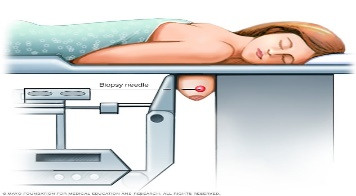 Biopsy needle
© MAYO FOUNDATION FOR MEDICAL EDUCATION AND RESEARCH. ALL RIGHTS RESERVED.